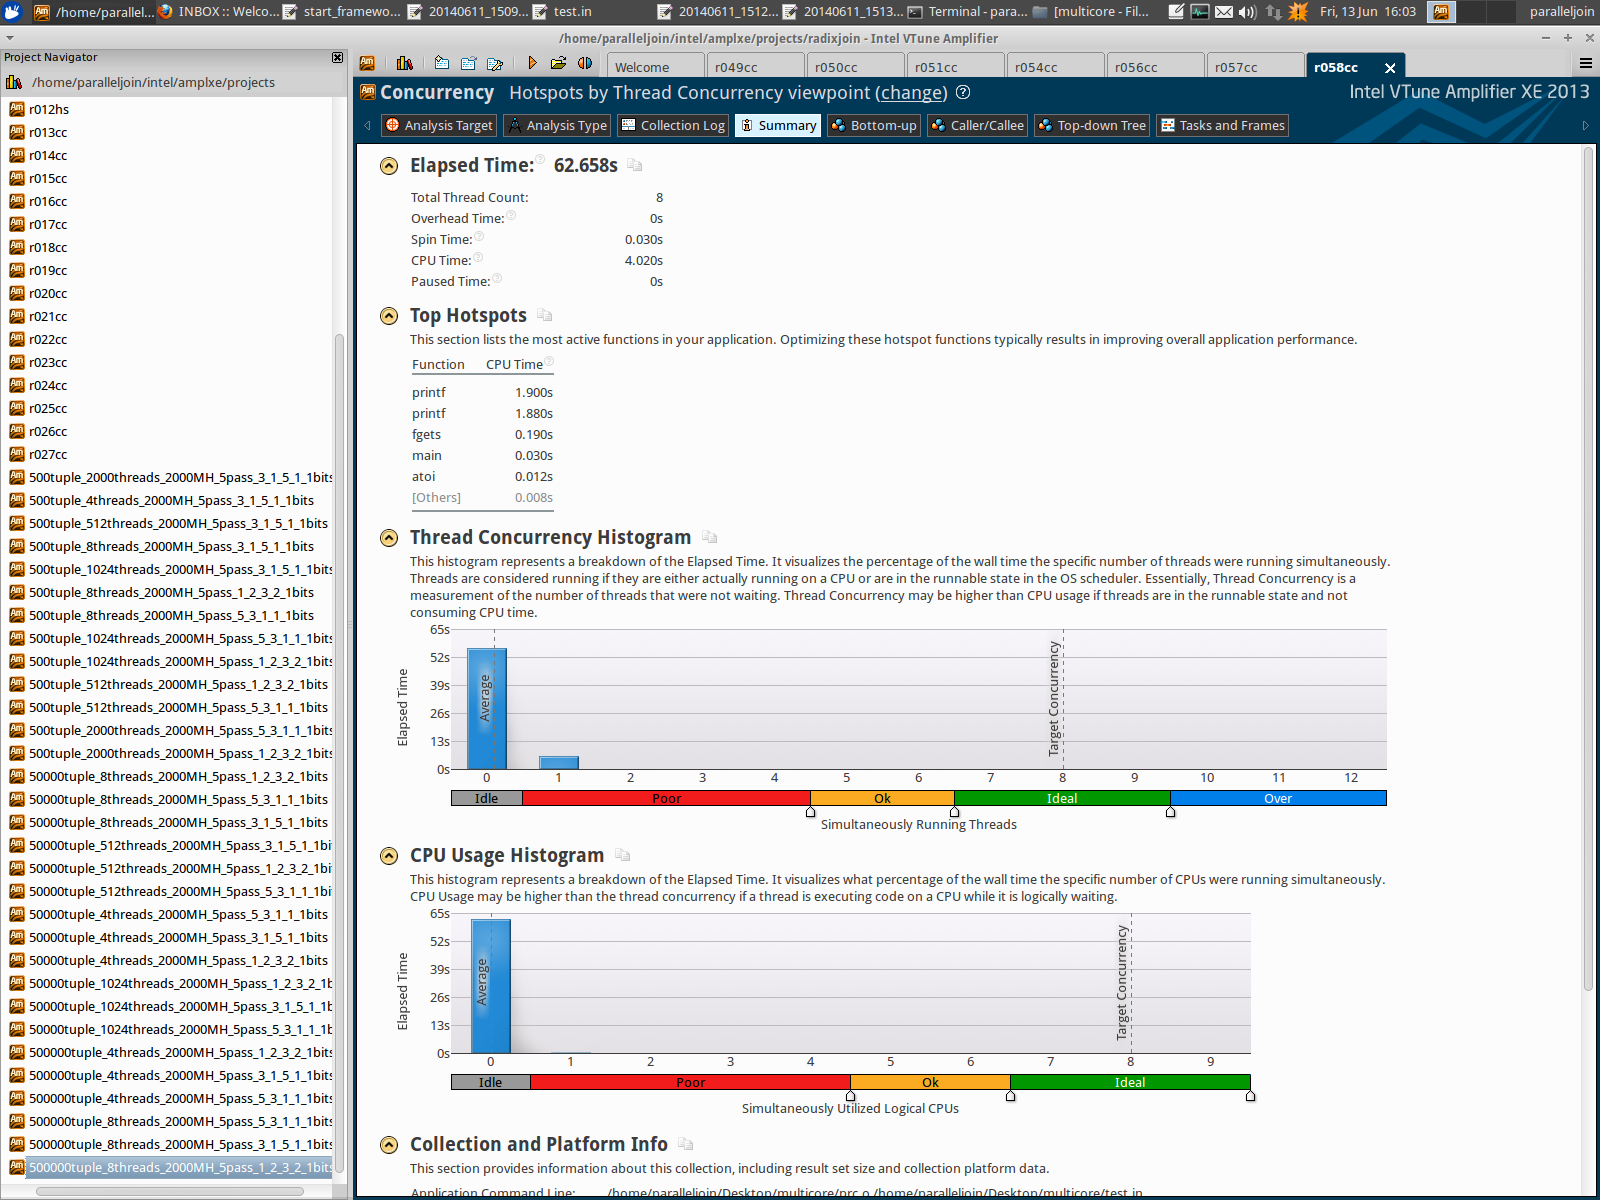 /home/parallel...
INBOX :: Welco...
start_framewo...
20140611_1509...
test.in
20140611_1512...
20140611_1513...
Terminal - para...
[multicore - Fil...
Fri, 13 Jun 16:03
paralleljoin
/home/paralleljoin/intel/amplxe/projects/radixjoin - Intel VTune Amplifier
Project Navigator
/home/paralleljoin/intel/amplxe/projects
r012hs
r013cc
r014cc
r015cc
r016cc
r017cc
r018cc
r019cc
r020cc
r021cc
r022cc
r023cc
r024cc
r025cc
r026cc
r027cc
500tuple_2000threads_2000MH_5pass_3_1_5_1_1bits
500tuple_4threads_2000MH_5pass_3_1_5_1_1bits
500tuple_512threads_2000MH_5pass_3_1_5_1_1bits
500tuple_8threads_2000MH_5pass_3_1_5_1_1bits
500tuple_1024threads_2000MH_5pass_3_1_5_1_1bits
500tuple_8threads_2000MH_5pass_1_2_3_2_1bits
500tuple_8threads_2000MH_5pass_5_3_1_1_1bits
500tuple_1024threads_2000MH_5pass_5_3_1_1_1bits
500tuple_1024threads_2000MH_5pass_1_2_3_2_1bits
500tuple_512threads_2000MH_5pass_1_2_3_2_1bits
500tuple_512threads_2000MH_5pass_5_3_1_1_1bits
500tuple_2000threads_2000MH_5pass_5_3_1_1_1bits
500tuple_2000threads_2000MH_5pass_1_2_3_2_1bits
50000tuple_8threads_2000MH_5pass_1_2_3_2_1bits
50000tuple_8threads_2000MH_5pass_5_3_1_1_1bits
50000tuple_8threads_2000MH_5pass_3_1_5_1_1bits
50000tuple_512threads_2000MH_5pass_3_1_5_1_1bi
50000tuple_512threads_2000MH_5pass_1_2_3_2_1bi
50000tuple_512threads_2000MH_5pass_5_3_1_1_1bi
50000tuple_4threads_2000MH_5pass_5_3_1_1_1bits
50000tuple_4threads_2000MH_5pass_3_1_5_1_1bits
50000tuple_4threads_2000MH_5pass_1_2_3_2_1bits
50000tuple_1024threads_2000MH_5pass_1_2_3_2_1b
50000tuple_1024threads_2000MH_5pass_3_1_5_1_1b
50000tuple_1024threads_2000MH_5pass_5_3_1_1_1b
500000tuple_4threads_2000MH_5pass_1_2_3_2_1bits
500000tuple_4threads_2000MH_5pass_3_1_5_1_1bits
500000tuple_4threads_2000MH_5pass_5_3_1_1_1bits
500000tuple_8threads_2000MH_5pass_5_3_1_1_1bits
500000tuple_8threads_2000MH_5pass_3_1_5_1_1bits
500000tuple_8threads_2000MH_5pass_1_2_3_2_1bits
Welcome r049cc r050cc r051cc r054cc r056cc r057cc r058cc
Concurrency Hotspots by Thread Concurrency viewpoint (change)
Intel VTune Amplifier XE 2013
Analysis Target Analysis Type Collection Log Summary Bottom-up Caller/Callee Top-down Tree Tasks and Frames
Elapsed Time: 62.658s
Total Thread Count: 8
Overhead Time: 0s
Spin Time: 0.030s
CPU Time: 4.020s
Paused Time: 0s
Top Hotspots
This section lists the most active functions in your application. Optimizing these hotspot functions typically results in improving overall application performance.
Function CPU Time
printf 1.900s
printf 1.880s
fgets 0.190s
main 0.030s
atoi 0.012s
[Others] 0.008s
Thread Concurrency Histogram
This histogram represents a breakdown of the Elapsed Time. It visualizes the percentage of the wall time the specific number of threads were running simultaneously.
Threads are considered running if they are either actually running on a CPU or are in the runnable state in the OS scheduler. Essentially, Thread Concurrency is a
measurement of the number of threads that were not waiting. Thread Concurrency may be higher than CPU usage if threads are in the runnable state and not
consuming CPU time.
Elapsed Time
65s
52s
39s
26s
13s
0s
Average
Target Concurrency
0 1 2 3 4 5 6 7 8 9 10 11 12
Idle Poor Ok Ideal Over
Simultaneously Running Threads
CPU Usage Histogram
This histogram represents a breakdown of the Elapsed Time. It visualizes what percentage of the wall time the specific number of CPUs were running simultaneously.
CPU Usage may be higher than the thread concurrency if a thread is executing code on a CPU while it is logically waiting.
Elapsed Time
65s
52s
39s
26s
13s
0s
Average
Target Concurrency
0 1 2 3 4 5 6 7 8 9
Idle Poor Ok Ideal
Simultaneously Utilized Logical CPUs
Collection and Platform Info
This section provides information about this collection, including result set size and collection platform data.
Application Command Line: /home/paralleljoin/Desktop/multicore/prc.o /home/paralleljoin/Desktop/multicore/test.in